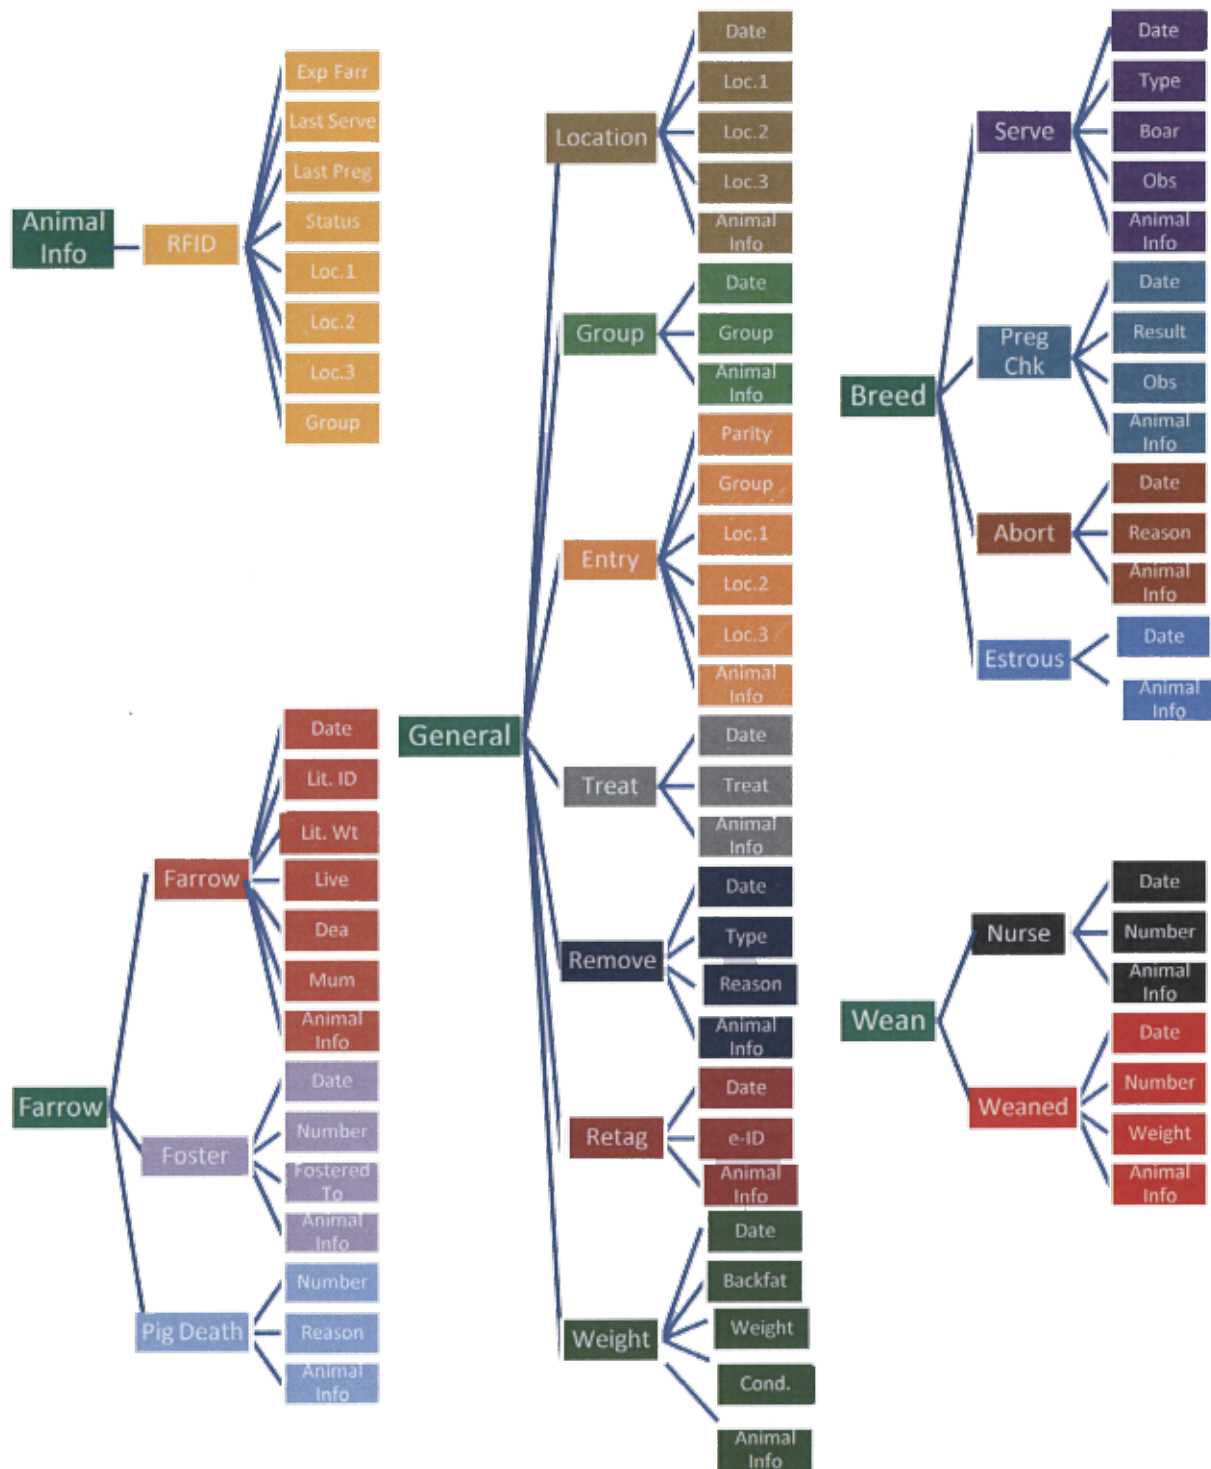 Animal
Info
RFID
Exp Farr
Last Serve
Last Preg
Status
Loc.1
Loc.2
Loc.3
Group
Farrow
Farrow
Date
Lit. ID
Lit. Wt
Live
Dea
Mum
Animal
Info
Foster
Date
Number
Fostered
To
Animal
Info
Pig Death
Number
Reason
Animal
Info
General
Location
Date
Loc.1
Loc.2
Loc.3
Animal
Info
Group
Date
Group
Animal
Info
Entry
Parity
Group
Loc.1
Loc.2
Loc.3
Animal
Info
Treat
Date
Treat
Animal
Info
Remove
Date
Type
Reason
Animal
Info
Retag
Date
e-ID
Animal
Info
Weight
Date
Backfat
Weight
Cond.
Animal
Info
Breed
Serve
Date
Type
Boar
Obs
Animal
Info
Preg
Chk
Date
Result
Obs
Animal
Info
Abort
Date
Reason
Animal
Info
Estrous
Date
Animal
Info
Wean
Nurse
Date
Number
Animal
Info
Weaned
Date
Number
Weight
Animal
Info